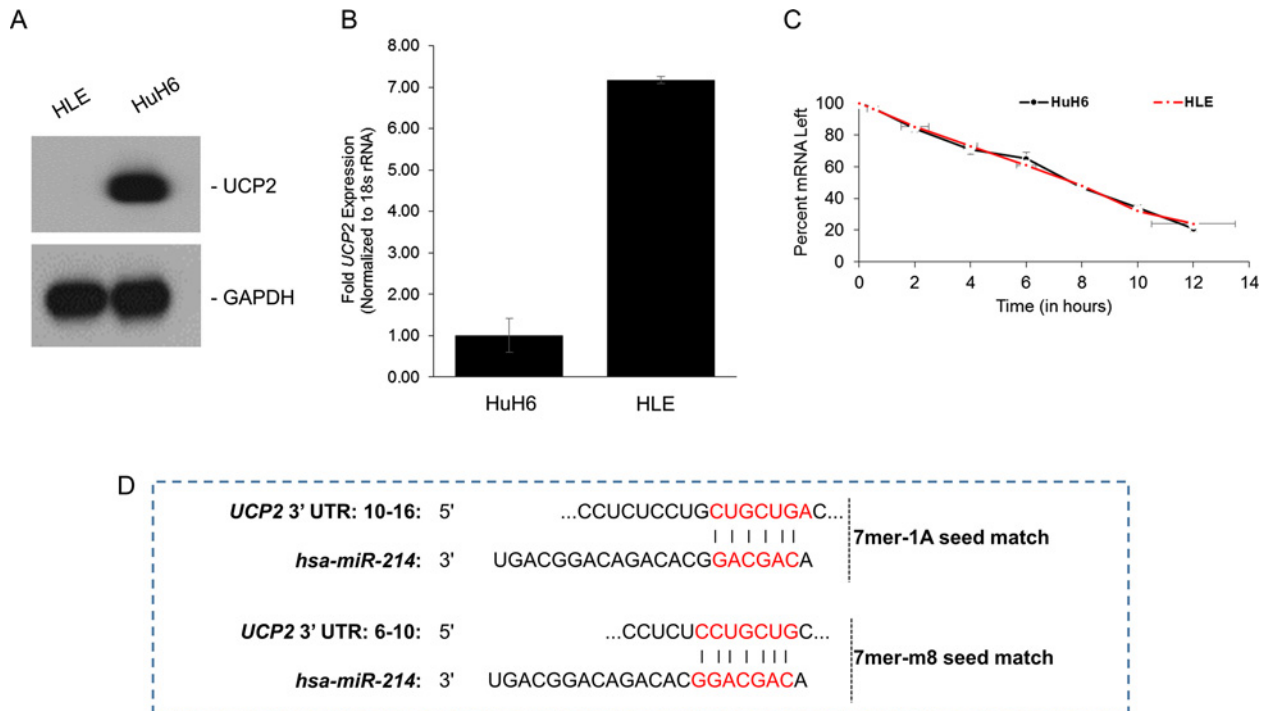 A
HLE HuH6
- UCP2
- GAPDH
B
Fold UCP2 Expression
(Normalized to 18s rRNA)
8.00
7.00
6.00
5.00
4.00
3.00
2.00
1.00
0.00
HuH6 HLE
C
HuH6 HLE
Percent mRNA Left
100
80
60
40
20
0
0 2 4 6 8 10 12 14
Time (in hours)
D
UCP2 3' UTR: 10-16: 5' ...CCUCUCCUGCUGCUGAC...
7mer-1A seed match
hsa-miR-214: 3' UGACGGACAGACACGGACGACA
UCP2 3' UTR: 6-10: 5' ...CCUCUCCUGCUGC...
7mer-m8 seed match
hsa-miR-214: 3' UGACGGACAGACACGGACGACA